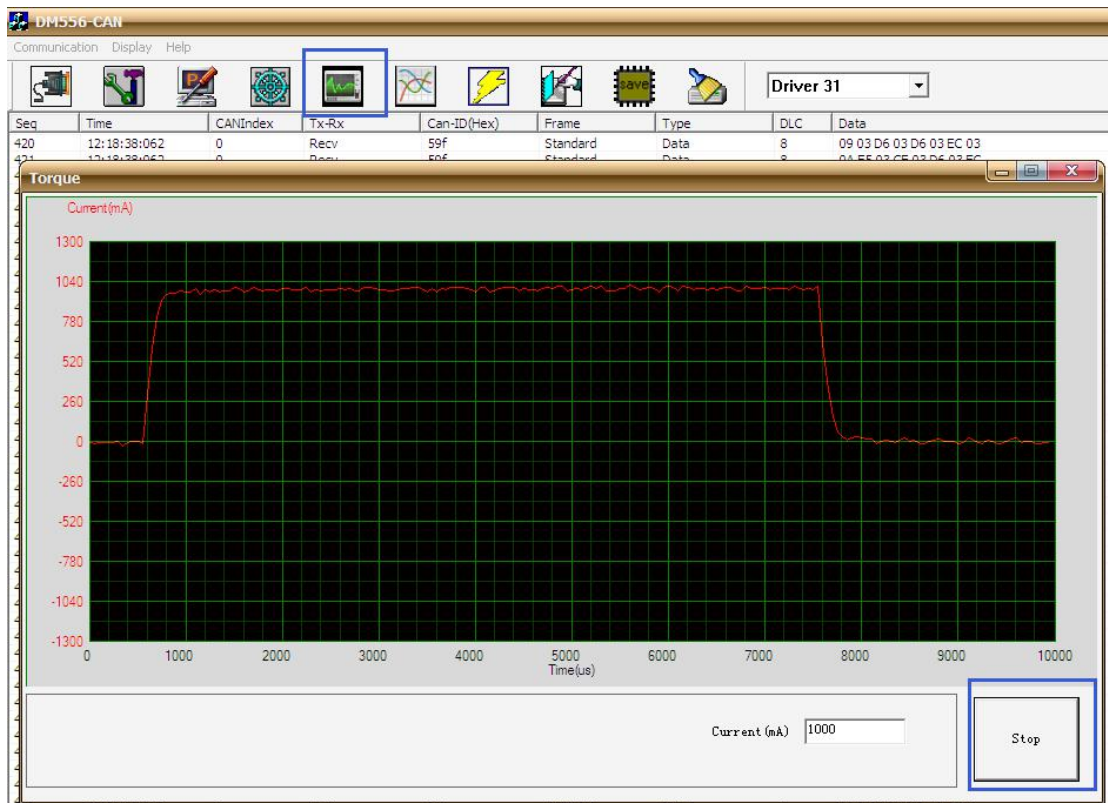 DM556-CAN
Communication Display Help
P
save
Driver 31
Seq Time CANIndex Tx-Rx Can-ID(Hex) Frame Type DLC Data
420 12:18:38:062 0 Recv 59f Standard Data 8 09 03 D6 03 D6 03 EC 03
Torque
Current(mA)
1300
1040
780
520
260
0
-260
-520
-780
-1040
-1300
0 1000 2000 3000 4000 5000 6000 7000 8000 9000 10000
Time(us)
Current(mA) 1000
Stop